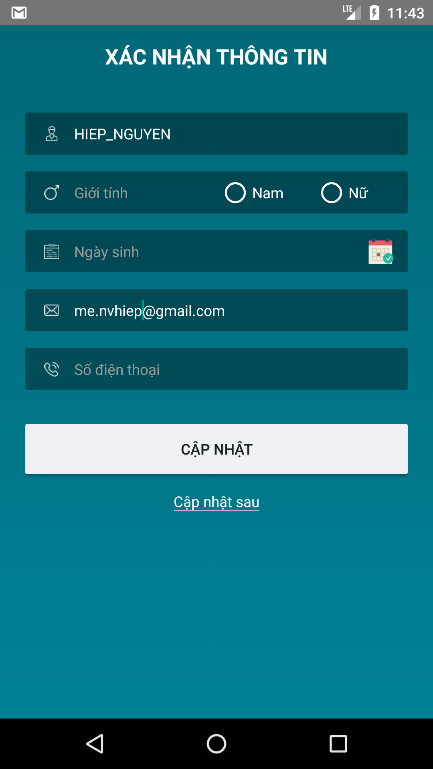 LTE 11:43
XÁC NHẬN THÔNG TIN
HIEP_NGUYEN
Giới tính Nam Nữ
Ngày sinh
me.nvhiep@gmail.com
Số điện thoại
CẬP NHẬT
Cập nhật sau